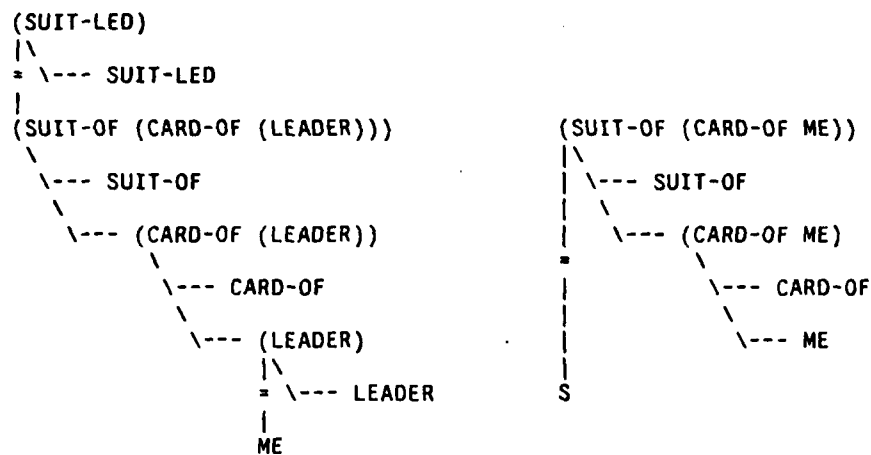 (SUIT-LED)
|\
= \--- SUIT-LED
|
(SUIT-OF (CARD-OF (LEADER)))          (SUIT-OF (CARD-OF ME))
\                                     |\
 \--- SUIT-OF                         | \--- SUIT-OF
  \                                   |  \
   \--- (CARD-OF (LEADER))            |   \--- (CARD-OF ME)
         \                            =         \
          \--- CARD-OF                |          \--- CARD-OF
           \                          |           \
            \--- (LEADER)             |            \--- ME
                 |\                   |
                 = \--- LEADER        S
                 |
                 ME